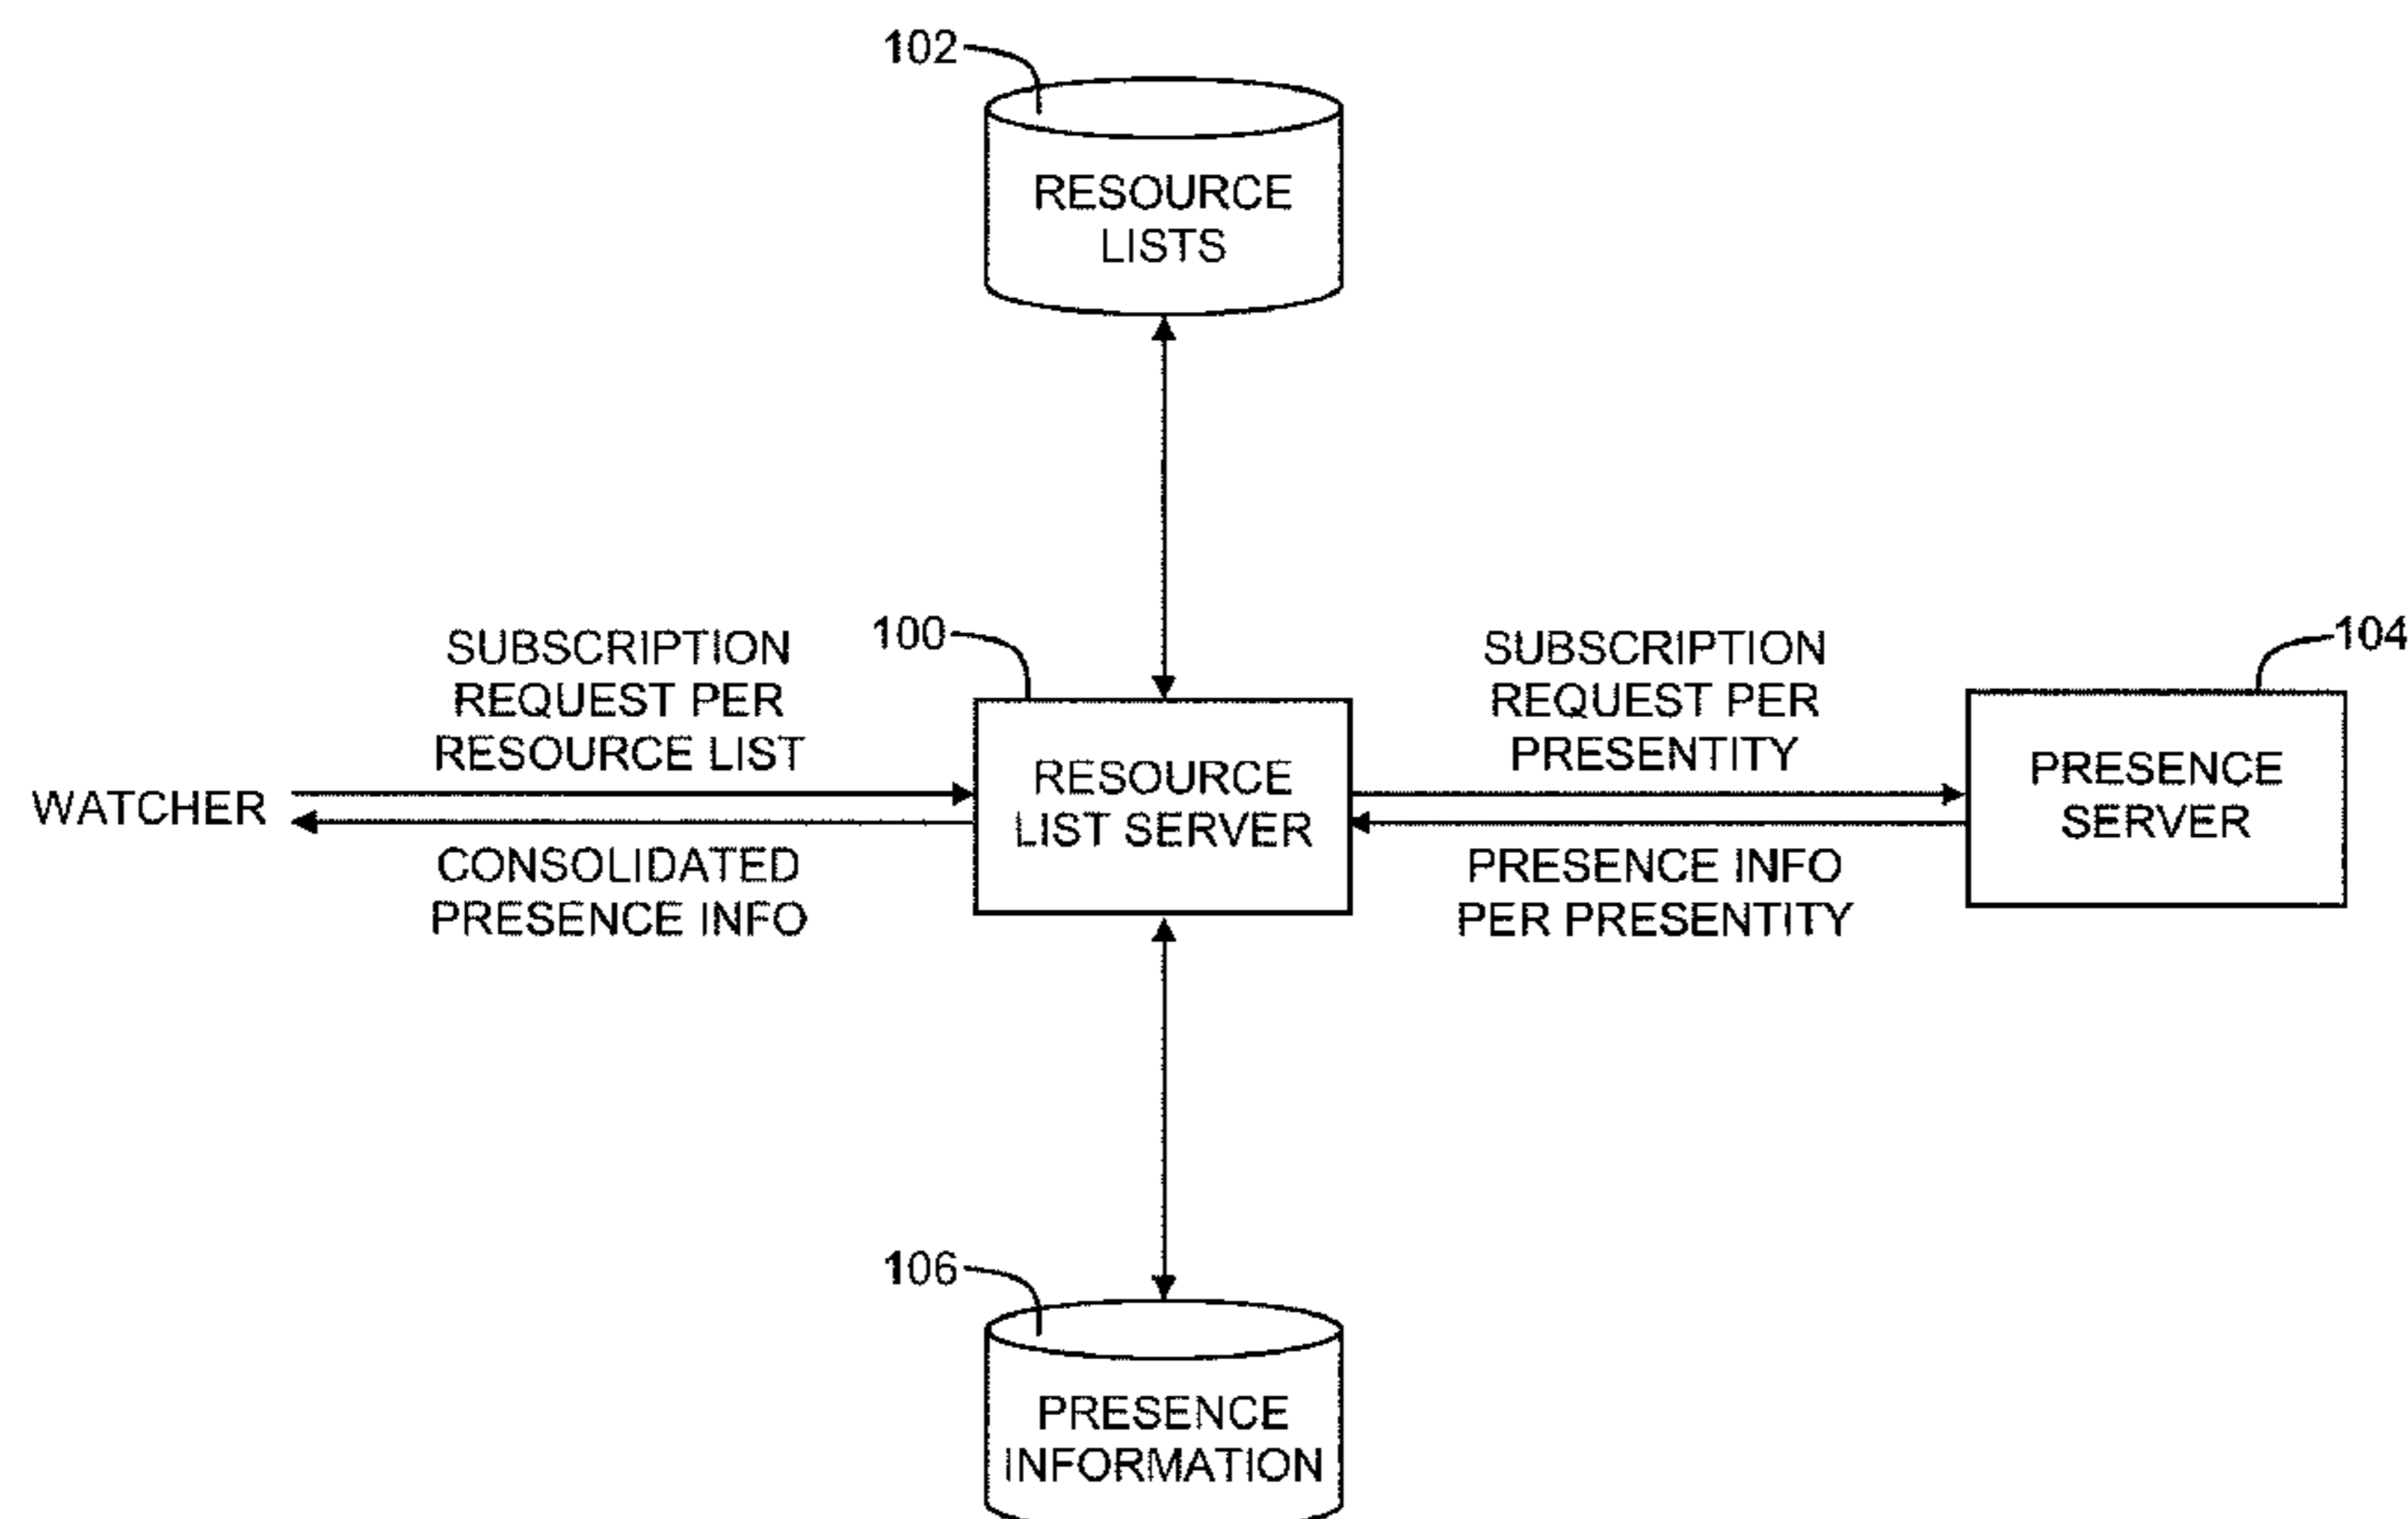 102
RESOURCE
LISTS
100
104
SUBSCRIPTION
REQUEST PER
RESOURCE LIST
SUBSCRIPTION
REQUEST PER
PRESENTITY
WATCHER
RESOURCE
LIST SERVER
PRESENCE
SERVER
CONSOLIDATED
PRESENCE INFO
PRESENCE INFO
PER PRESENTITY
106
PRESENCE
INFORMATION